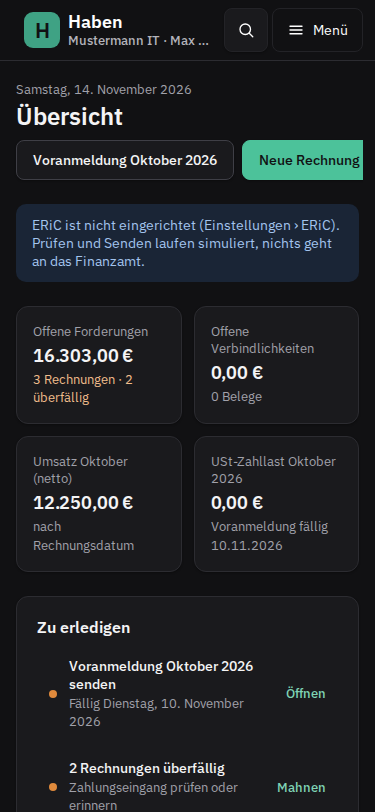 H
Haben
Mustermann IT · Max ...
Menü
Samstag, 14. November 2026
Übersicht
Voranmeldung Oktober 2026
Neue Rechnung
ERiC ist nicht eingerichtet (Einstellungen › ERiC).
Prüfen und Senden laufen simuliert, nichts geht
an das Finanzamt.
Offene Forderungen
16.303,00 €
3 Rechnungen · 2
überfällig
Offene
Verbindlichkeiten
0,00 €
0 Belege
Umsatz Oktober
(netto)
12.250,00 €
nach
Rechnungsdatum
USt-Zahllast Oktober
2026
0,00 €
Voranmeldung fällig
10.11.2026
Zu erledigen
Voranmeldung Oktober 2026
senden
Fällig Dienstag, 10. November
2026
Öffnen
2 Rechnungen überfällig
Zahlungseingang prüfen oder
erinnern
Mahnen